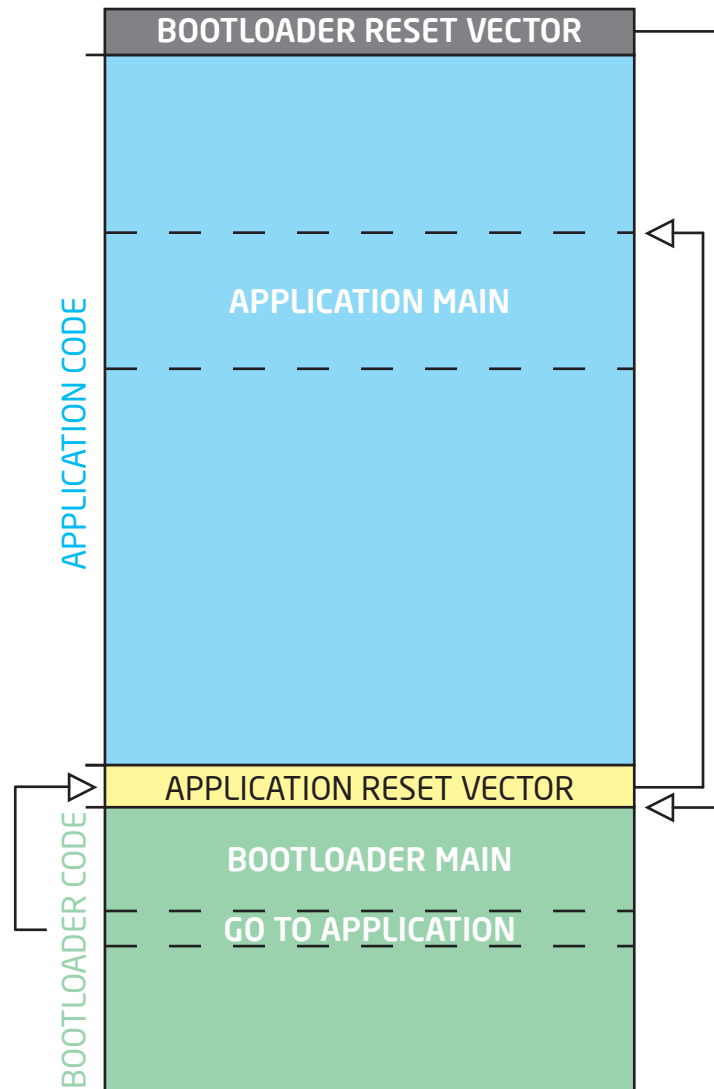 BOOTLOADER RESET VECTOR
APPLICATION MAIN
APPLICATION CODE
APPLICATION RESET VECTOR
BOOTLOADER MAIN
GO TO APPLICATION
BOOTLOADER CODE